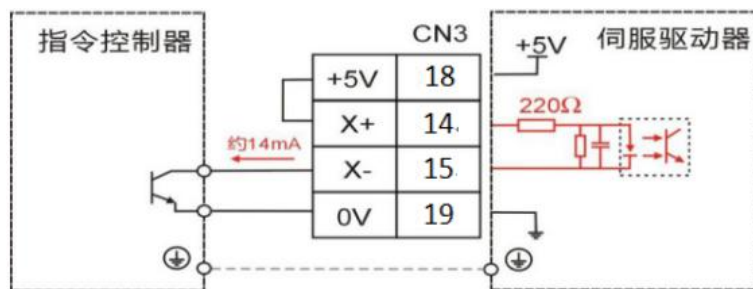 指令控制器
CN3
伺服驱动器
+5V
+5V 18
X+ 14.
220Ω
约14mA
X- 15.
0V 19